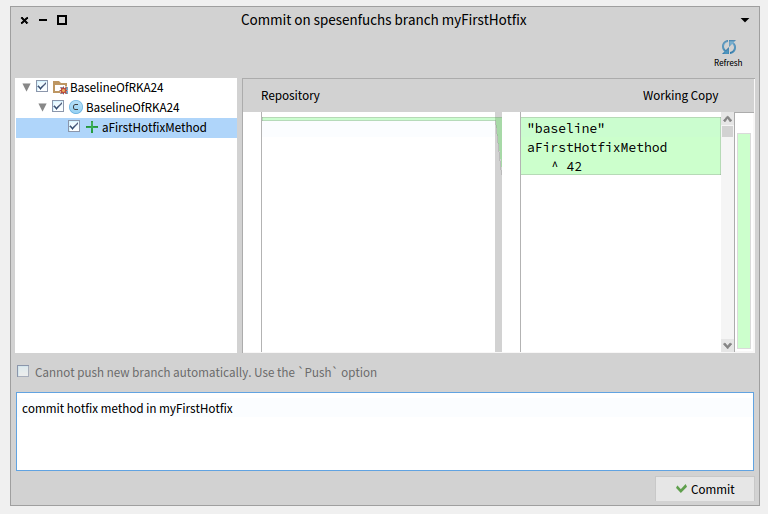 Commit on spesenfuchs branch myFirstHotfix
Refresh
BaselineOfRKA24
C BaselineOfRKA24
aFirstHotfixMethod
Repository
Working Copy
"baseline"
aFirstHotfixMethod
^ 42
Cannot push new branch automatically. Use the `Push` option
commit hotfix method in myFirstHotfix
Commit